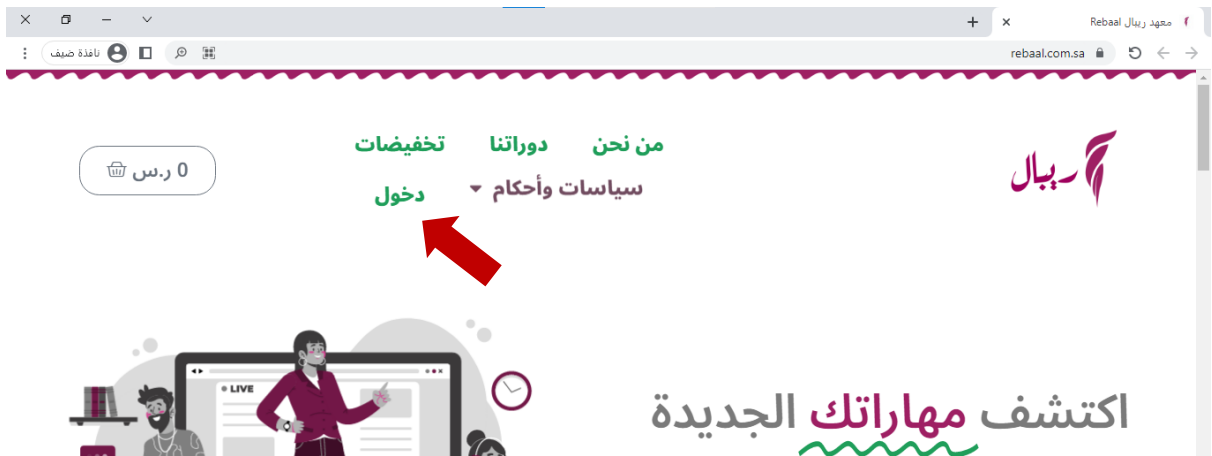 معهد ريبال Rebaal
rebaal.com.sa
نافذة ضيف
ريبال
من نحن دوراتنا تخفيضات
سياسات وأحكام دخول
0 ر.س
LIVE
اكتشف مهاراتك الجديدة